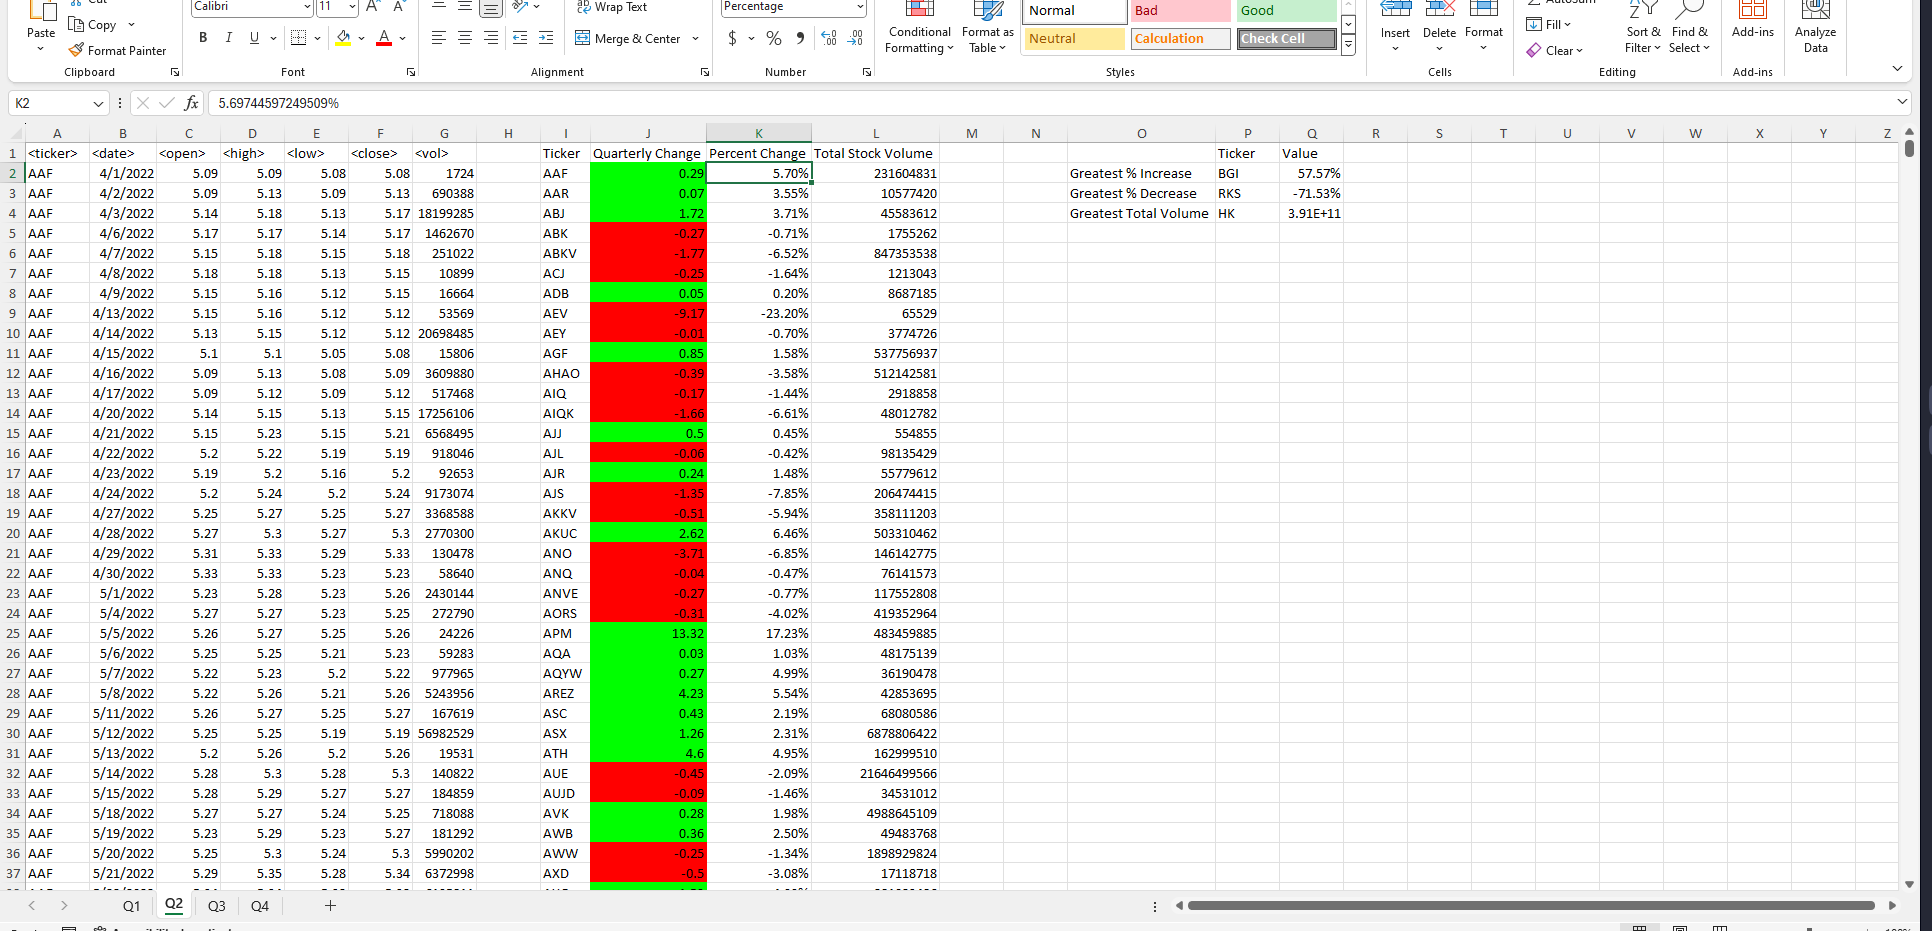 Cut
Calibri 11 A A Wrap Text Percentage Normal Bad Good AutoSum
Paste Copy Conditional Format as Insert Delete Format Fill Sort & Find & Add-ins Analyze
B I U A Merge & Center $ % 9 .00 Formatting Table Neutral Calculation Check Cell Filter Select Data
Format Painter Clear
Clipboard Font Alignment Number Styles Cells Editing Add-ins
K2 fx 5.69744597249509%
A B C D E F G H I J K L M N O P Q R S T U V W X Y Z
1 <ticker> <date> <open> <high> <low> <close> <vol> Ticker Quarterly Change Percent Change Total Stock Volume Ticker Value
2 AAF 4/1/2022 5.09 5.09 5.08 5.08 1724 AAF 0.29 5.70% 231604831 Greatest % Increase BGI 57.57%
3 AAF 4/2/2022 5.09 5.13 5.09 5.13 690388 AAR 0.07 3.55% 10577420 Greatest % Decrease RKS -71.53%
4 AAF 4/3/2022 5.14 5.18 5.13 5.17 18199285 ABJ 1.72 3.71% 45583612 Greatest Total Volume HK 3.91E+11
5 AAF 4/6/2022 5.17 5.17 5.14 5.17 1462670 ABK -0.27 -0.71% 1755262
6 AAF 4/7/2022 5.15 5.18 5.15 5.18 251022 ABKV -1.77 -6.52% 847353538
7 AAF 4/8/2022 5.18 5.18 5.13 5.15 10899 ACJ -0.25 -1.64% 1213043
8 AAF 4/9/2022 5.15 5.16 5.12 5.15 16664 ADB 0.05 0.20% 8687185
9 AAF 4/13/2022 5.15 5.16 5.12 5.12 53569 AEV -9.17 -23.20% 65529
10 AAF 4/14/2022 5.13 5.15 5.12 5.12 20698485 AEY -0.01 -0.70% 3774726
11 AAF 4/15/2022 5.1 5.1 5.05 5.08 15806 AGF 0.85 1.58% 537756937
12 AAF 4/16/2022 5.09 5.13 5.08 5.09 3609880 AHAO -0.39 -3.58% 512142581
13 AAF 4/17/2022 5.09 5.12 5.09 5.12 517468 AIQ -0.17 -1.44% 2918858
14 AAF 4/20/2022 5.14 5.15 5.13 5.15 17256106 AIQK -1.66 -6.61% 48012782
15 AAF 4/21/2022 5.15 5.23 5.15 5.21 6568495 AJJ 0.5 0.45% 554855
16 AAF 4/22/2022 5.2 5.22 5.19 5.19 918046 AJL -0.06 -0.42% 98135429
17 AAF 4/23/2022 5.19 5.2 5.16 5.2 92653 AJR 0.24 1.48% 55779612
18 AAF 4/24/2022 5.2 5.24 5.2 5.24 9173074 AJS -1.35 -7.85% 206474415
19 AAF 4/27/2022 5.25 5.27 5.25 5.27 3368588 AKKV -0.51 -5.94% 358111203
20 AAF 4/28/2022 5.27 5.3 5.27 5.3 2770300 AKUC 2.62 6.46% 503310462
21 AAF 4/29/2022 5.31 5.33 5.29 5.33 130478 ANO -3.71 -6.85% 146142775
22 AAF 4/30/2022 5.33 5.33 5.23 5.23 58640 ANQ -0.04 -0.47% 76141573
23 AAF 5/1/2022 5.23 5.28 5.23 5.26 2430144 ANVE -0.27 -0.77% 117552808
24 AAF 5/4/2022 5.27 5.27 5.23 5.25 272790 AORS -0.31 -4.02% 419352964
25 AAF 5/5/2022 5.26 5.27 5.25 5.26 24226 APM 13.32 17.23% 483459885
26 AAF 5/6/2022 5.25 5.25 5.21 5.23 59283 AQA 0.03 1.03% 48175139
27 AAF 5/7/2022 5.22 5.23 5.2 5.22 977965 AQYW 0.27 4.99% 36190478
28 AAF 5/8/2022 5.22 5.26 5.21 5.26 5243956 AREZ 4.23 5.54% 42853695
29 AAF 5/11/2022 5.26 5.27 5.25 5.27 167619 ASC 0.43 2.19% 68080586
30 AAF 5/12/2022 5.25 5.25 5.19 5.19 56982529 ASX 1.26 2.31% 6878806422
31 AAF 5/13/2022 5.2 5.26 5.2 5.26 19531 ATH 4.6 4.95% 162999510
32 AAF 5/14/2022 5.28 5.3 5.28 5.3 140822 AUE -0.45 -2.09% 21646499566
33 AAF 5/15/2022 5.28 5.29 5.27 5.27 184859 AUJD -0.09 -1.46% 34531012
34 AAF 5/18/2022 5.27 5.27 5.24 5.25 718088 AVK 0.28 1.98% 4988645109
35 AAF 5/19/2022 5.23 5.29 5.23 5.27 181292 AWB 0.36 2.50% 49483768
36 AAF 5/20/2022 5.25 5.3 5.24 5.3 5990202 AWW -0.25 -1.34% 1898929824
37 AAF 5/21/2022 5.29 5.35 5.28 5.34 6372998 AXD -0.5 -3.08% 17118718
Q1 Q2 Q3 Q4 +